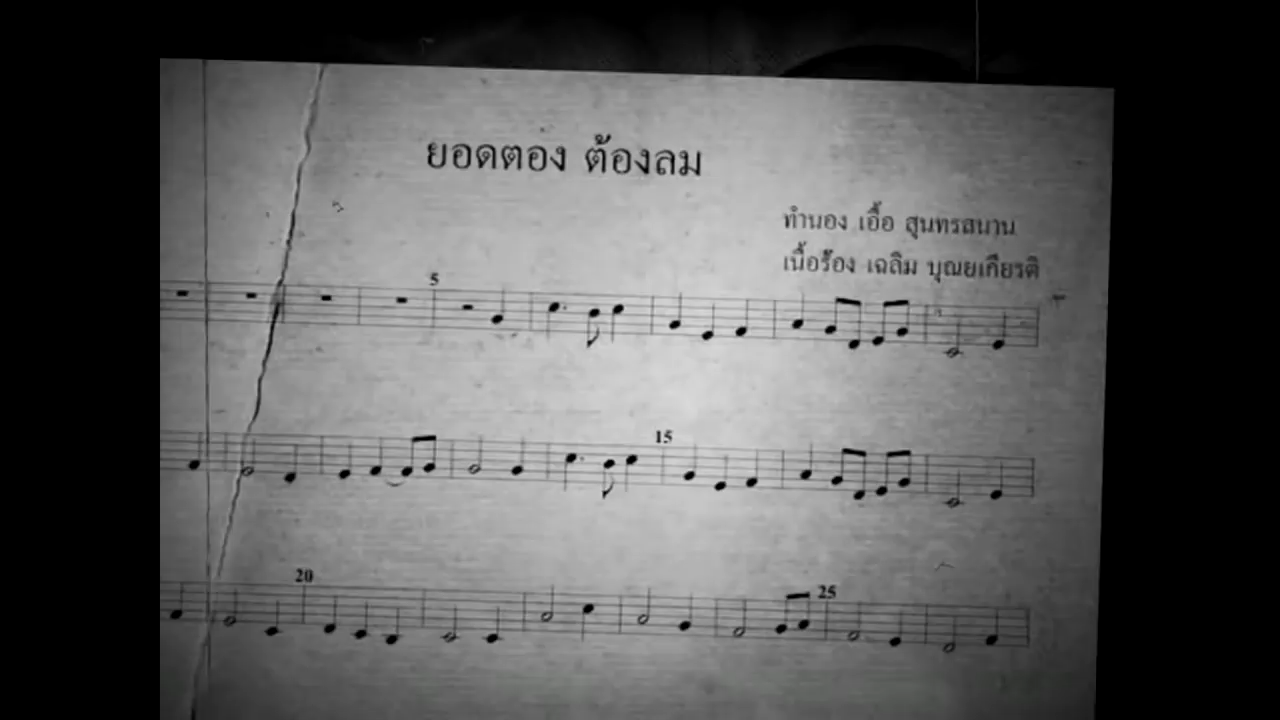 ยอดตอง ต้องลม
ทำนอง เอื้อ สุนทรสนาน
เนื้อร้อง เฉลิม บุณยเกียรติ
5
15
20
25